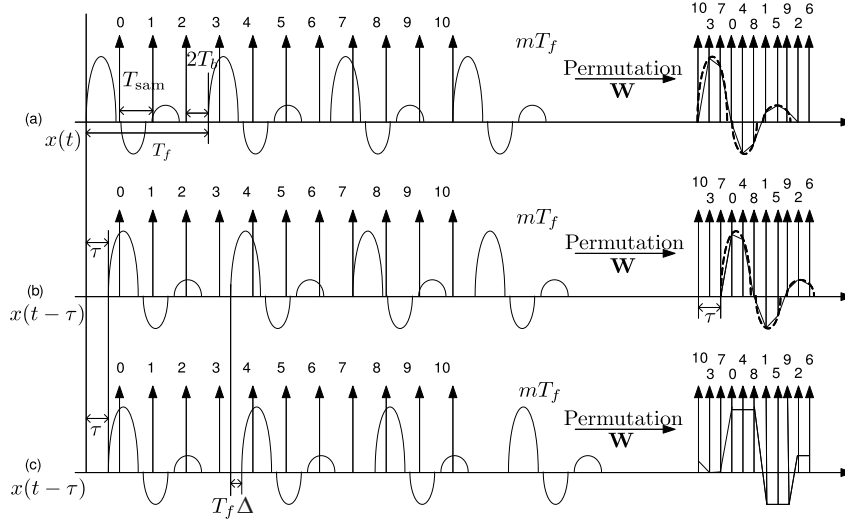 0 1 2 3 4 5 6 7 8 9 10
10 7 4 1 9 6
3 0 8 5 2
mT_f
2T_b
T_sam
Permutation
W
(a)
x(t)
T_f
0 1 2 3 4 5 6 7 8 9 10
10 7 4 1 9 6
3 0 8 5 2
mT_f
τ
Permutation
W
(b)
x(t − τ)
τ
0 1 2 3 4 5 6 7 8 9 10
10 7 4 1 9 6
3 0 8 5 2
mT_f
τ
Permutation
W
(c)
x(t − τ)
T_f Δ